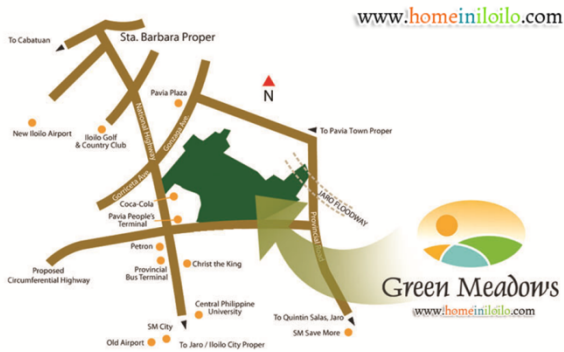 www.homeiniloilo.com
To Cabatuan
Sta. Barbara Proper
Pavia Plaza
N
National Highway
Gorriceta Ave.
To Pavia Town Proper
New Iloilo Airport
Iloilo Golf
& Country Club
Gorriceta Ave.
Coca-Cola
JARO FLOODWAY
Pavia People's
Terminal
Provincial Road
Petron
Proposed
Circumferential Highway
Provincial
Bus Terminal
Christ the King
Green Meadows
www.homeiniloilo.com
Central Philippine
University
To Quintin Salas, Jaro
SM City
SM Save More
Old Airport
To Jaro / Iloilo City Proper